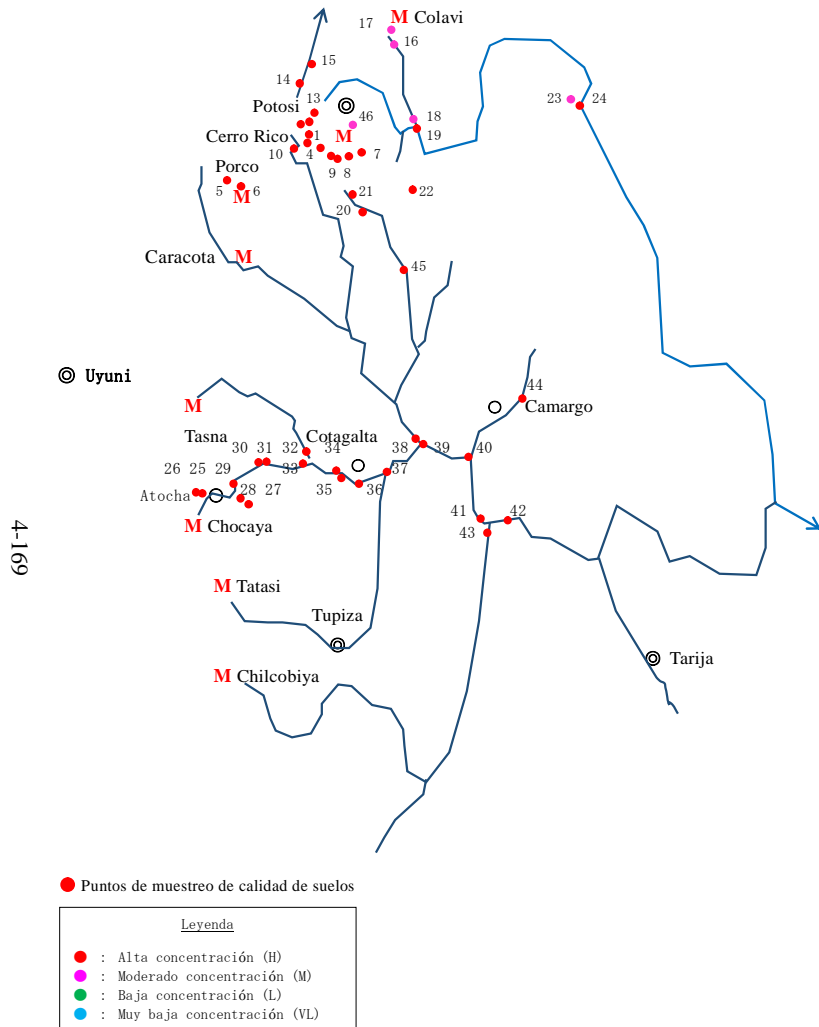 17 M Colavi
16
15
14
13
Potosi
46
18
23 24
19
Cerro Rico 1 M
10 4 7
9 8
Porco
5 M 6
21
22
20
Caracota M
45
Uyuni
44
M
Camargo
Tasna 30 31 32 Cotagalta 34 38 39 40
26 25 29 33 37
28 27 35 36
Atocha
M Chocaya
41 42
43
4-169
M Tatasi
Tupiza
Tarija
M Chilcobiya
Puntos de muestreo de calidad de suelos
Leyenda
: Alta concentración (H)
: Moderado concentración (M)
: Baja concentración (L)
: Muy baja concentración (VL)